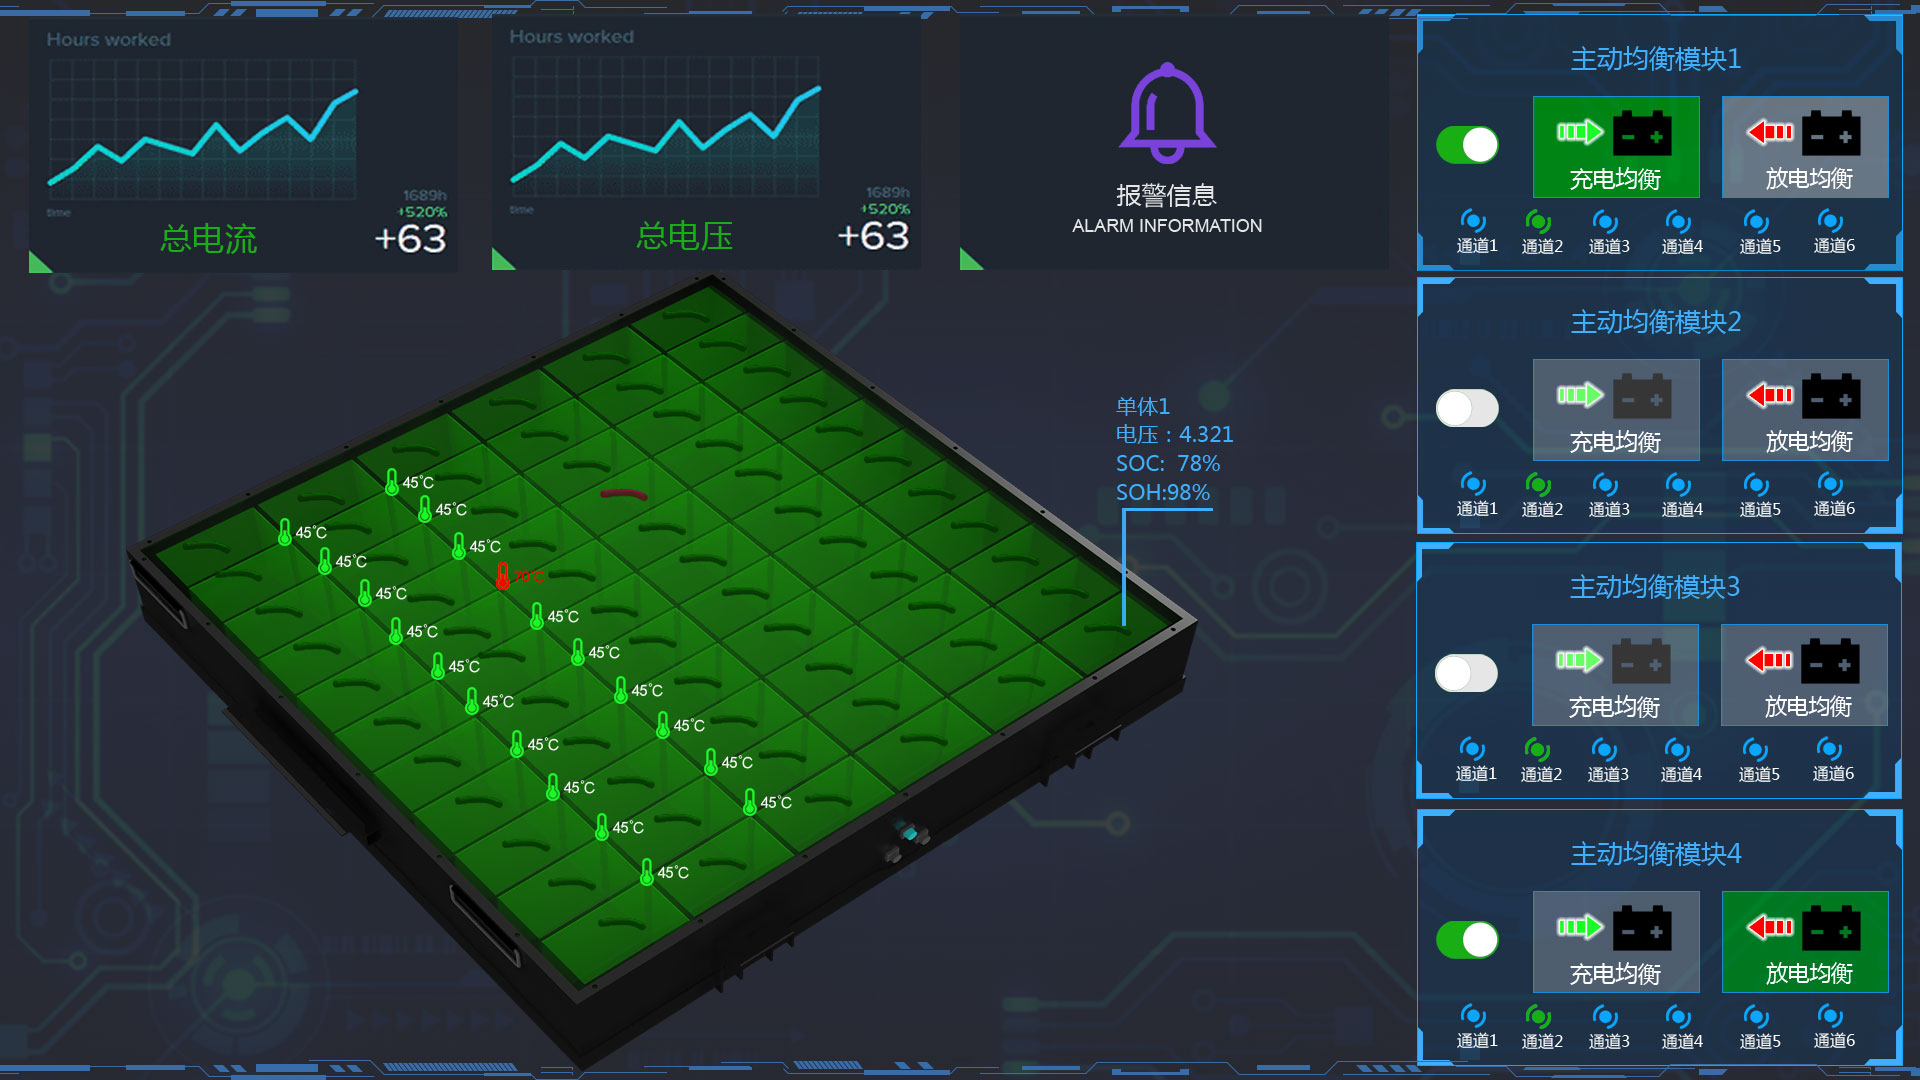 Hours worked
time
1689h
+520%
+63
总电流
Hours worked
time
1689h
+520%
+63
总电压
报警信息
ALARM INFORMATION
单体1
电压：4.321
SOC: 78%
SOH:98%
45℃
45℃
45℃
45℃
45℃
45℃
70℃
45℃
45℃
45℃
45℃
45℃
45℃
45℃
45℃
45℃
45℃
45℃
45℃
45℃
主动均衡模块1
充电均衡
放电均衡
通道1 通道2 通道3 通道4 通道5 通道6
主动均衡模块2
充电均衡
放电均衡
通道1 通道2 通道3 通道4 通道5 通道6
主动均衡模块3
充电均衡
放电均衡
通道1 通道2 通道3 通道4 通道5 通道6
主动均衡模块4
充电均衡
放电均衡
通道1 通道2 通道3 通道4 通道5 通道6